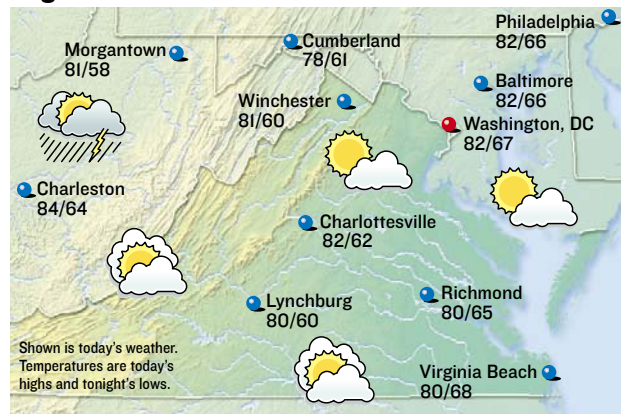 Philadelphia
82/66
Morgantown
81/58
Cumberland
78/61
Baltimore
82/66
Winchester
81/60
Washington, DC
82/67
Charleston
84/64
Charlottesville
82/62
Lynchburg
80/60
Richmond
80/65
Shown is today's weather.
Temperatures are today's
highs and tonight's lows.
Virginia Beach
80/68